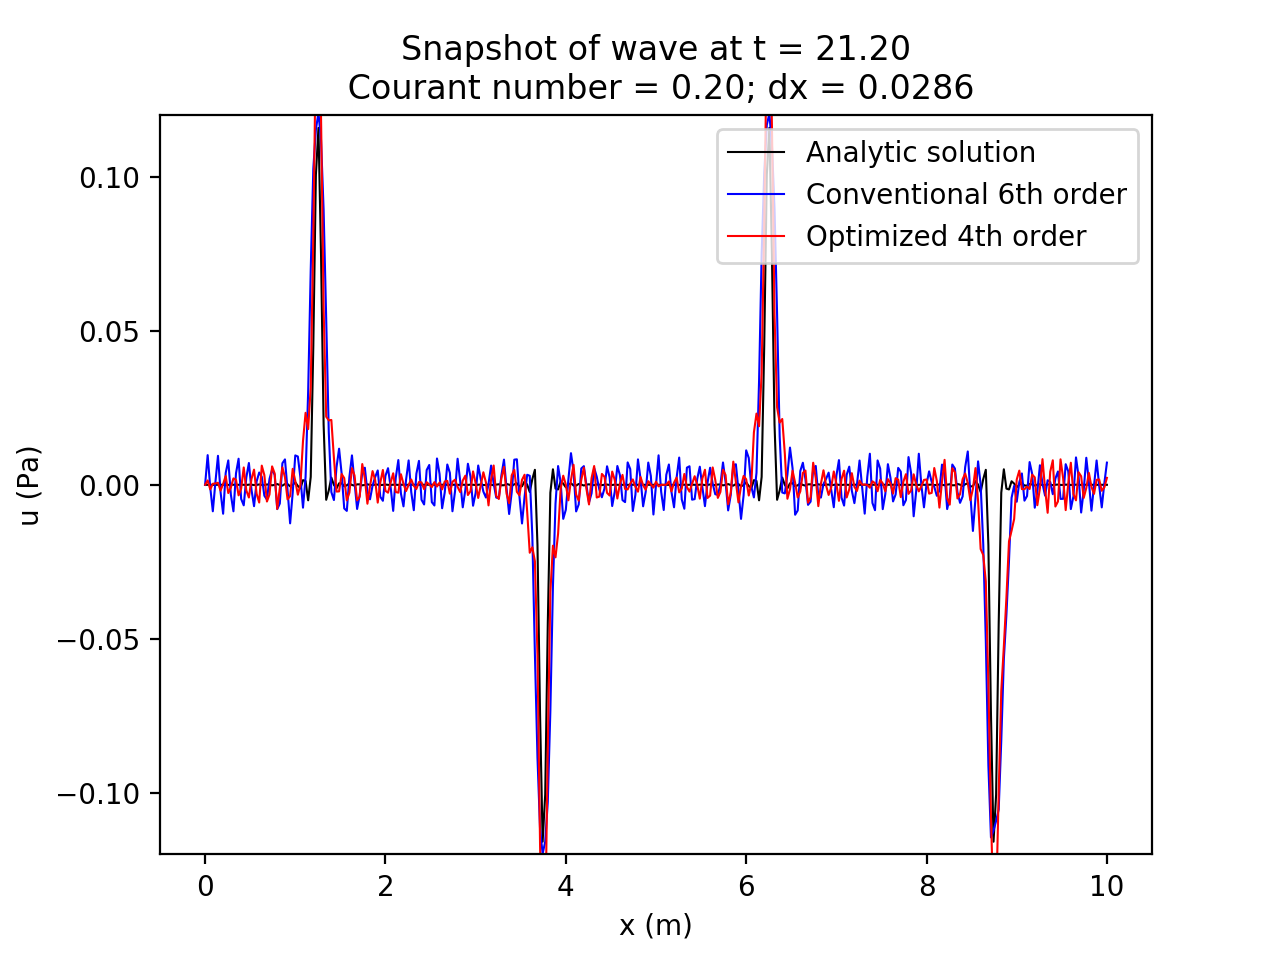 Snapshot of wave at t = 21.20
Courant number = 0.20; dx = 0.0286
Analytic solution
Conventional 6th order
Optimized 4th order
u (Pa)
0.10
0.05
0.00
−0.05
−0.10
0 2 4 6 8 10
x (m)